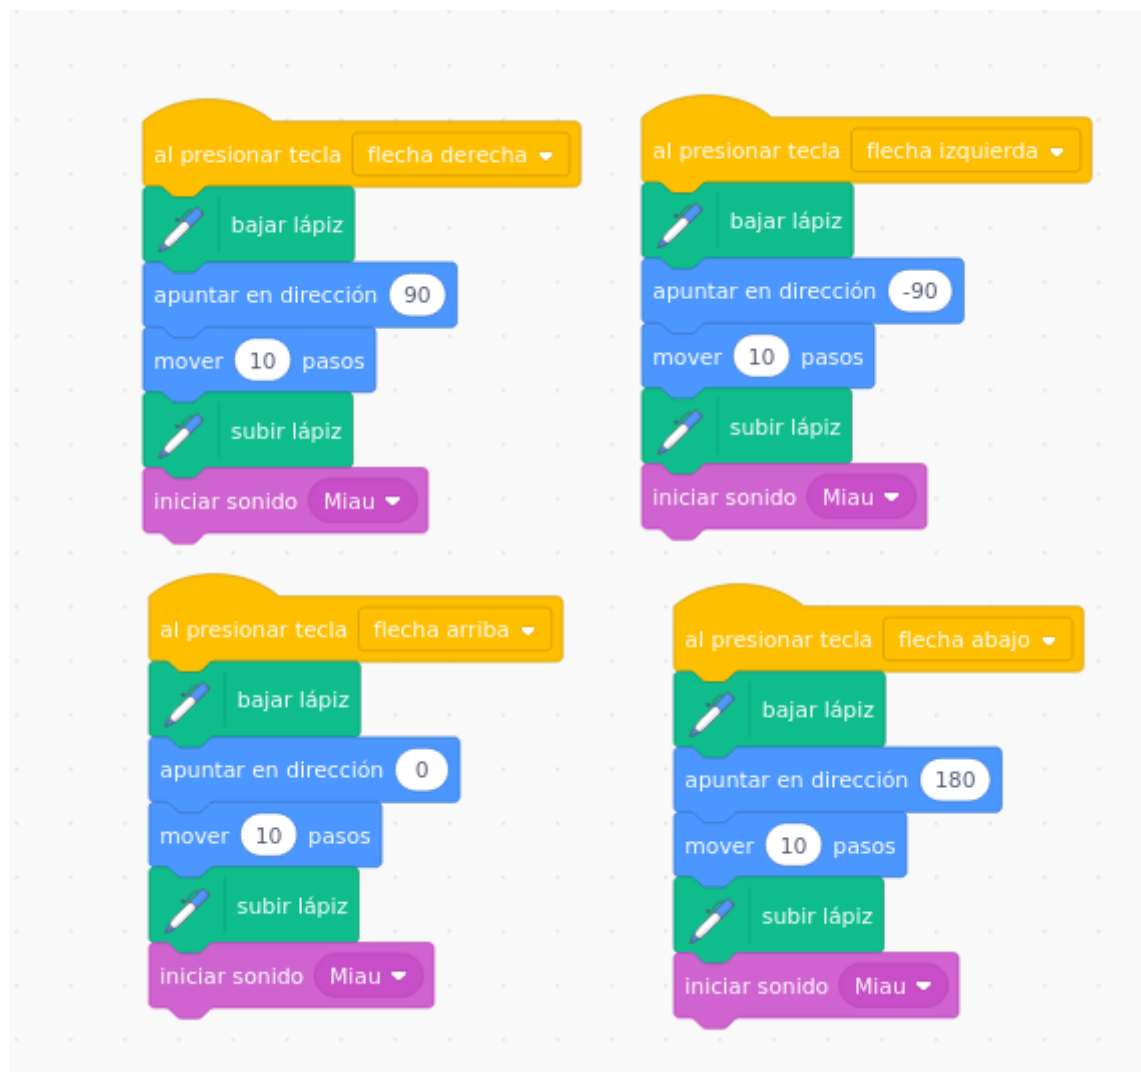 al presionar tecla flecha derecha
bajar lápiz
apuntar en dirección 90
mover 10 pasos
subir lápiz
iniciar sonido Miau
al presionar tecla flecha izquierda
bajar lápiz
apuntar en dirección -90
mover 10 pasos
subir lápiz
iniciar sonido Miau
al presionar tecla flecha arriba
bajar lápiz
apuntar en dirección 0
mover 10 pasos
subir lápiz
iniciar sonido Miau
al presionar tecla flecha abajo
bajar lápiz
apuntar en dirección 180
mover 10 pasos
subir lápiz
iniciar sonido Miau